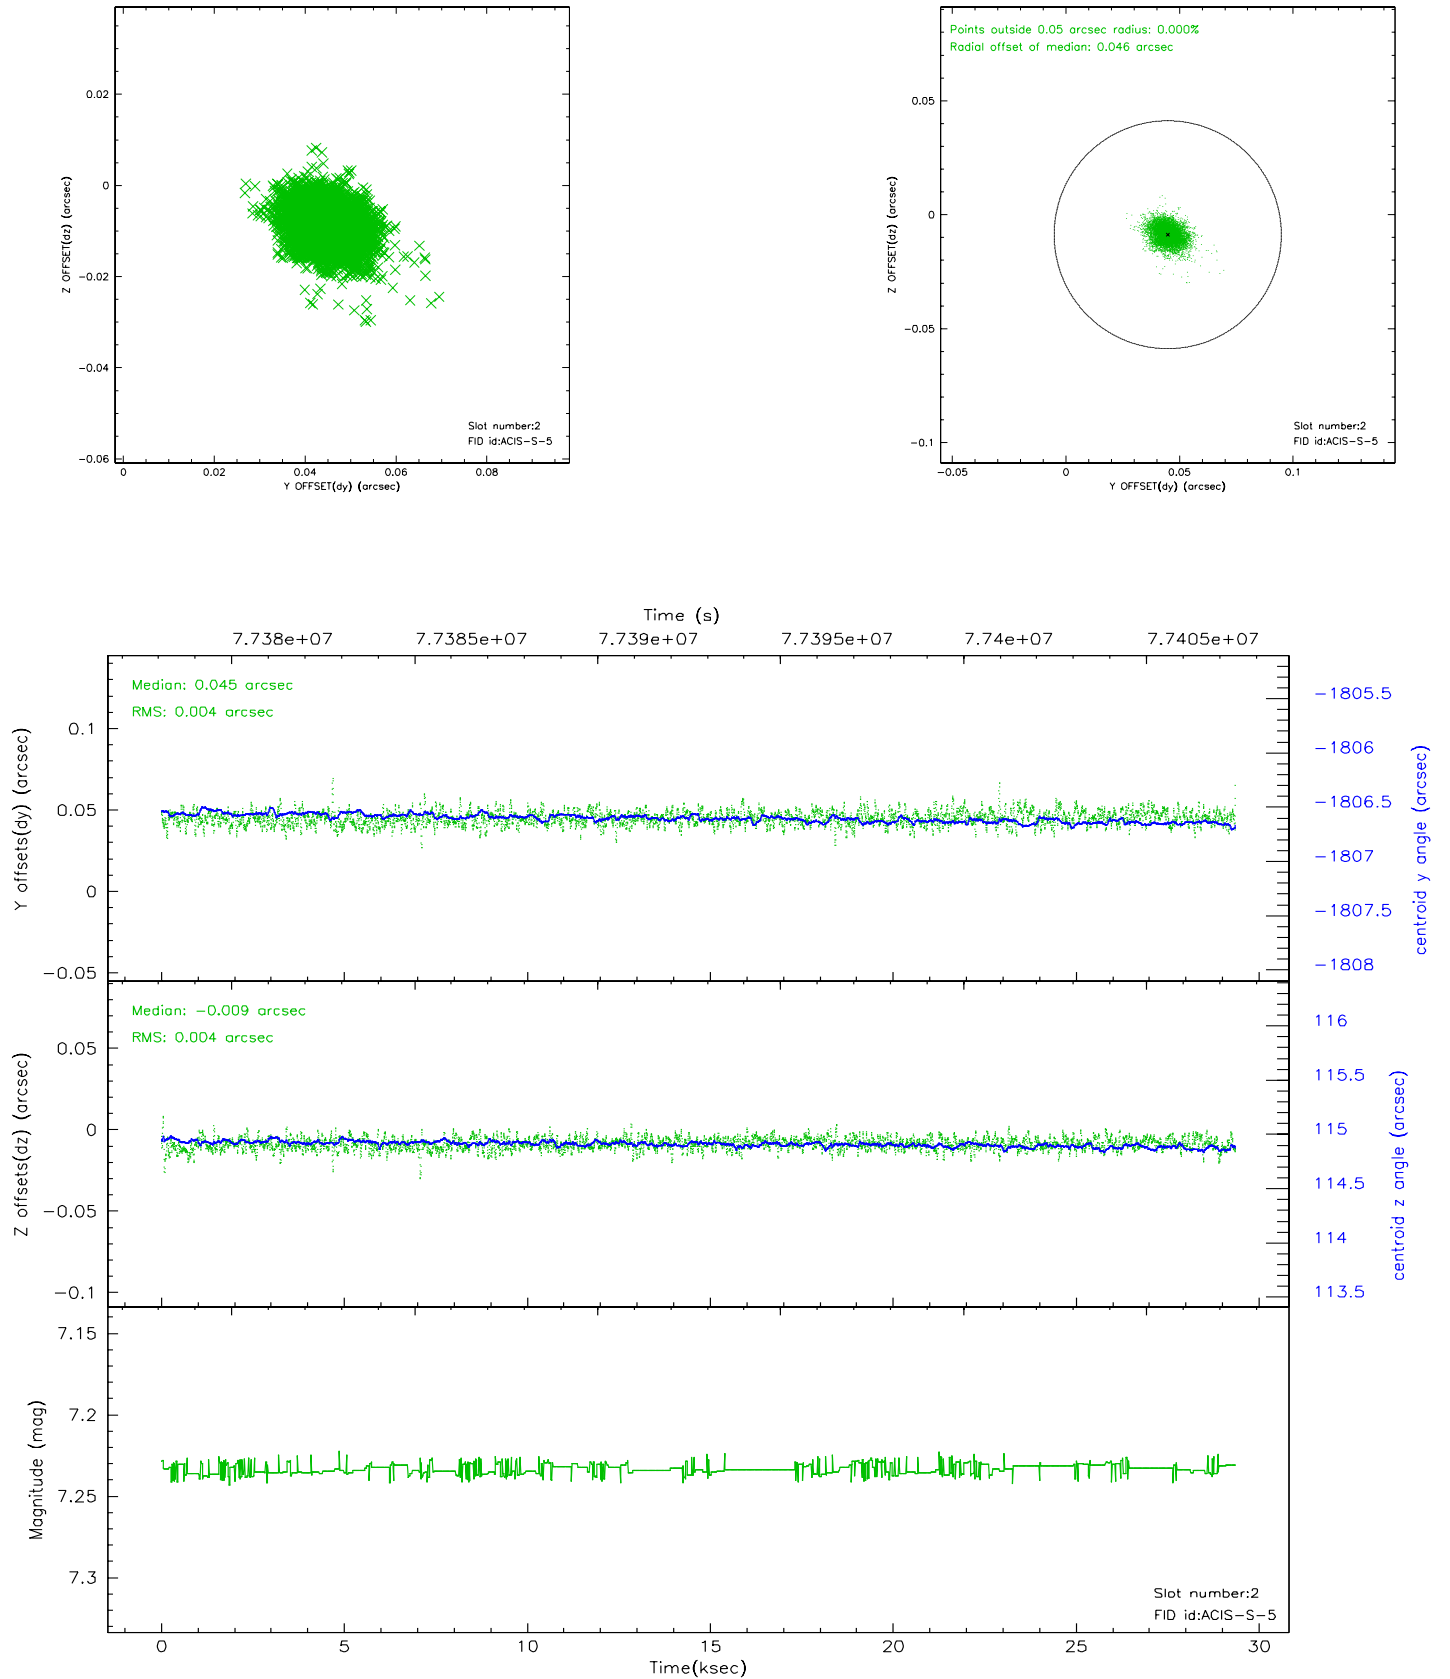 0.02
0
-0.02
-0.04
-0.06
Z OFFSET(dz) (arcsec)
0
0.02
0.04
0.06
0.08
Y OFFSET(dy) (arcsec)
Slot number:2
FID id:ACIS-S-5
Points outside 0.05 arcsec radius: 0.000%
Radial offset of median: 0.046 arcsec
0.05
0
-0.05
-0.1
Z OFFSET(dz) (arcsec)
-0.05
0
0.05
0.1
Y OFFSET(dy) (arcsec)
Slot number:2
FID id:ACIS-S-5
Time (s)
7.738e+07
7.7385e+07
7.739e+07
7.7395e+07
7.74e+07
7.7405e+07
Median: 0.045 arcsec
RMS: 0.004 arcsec
0.1
0.05
0
-0.05
Y offsets(dy) (arcsec)
-1805.5
-1806
-1806.5
-1807
-1807.5
-1808
centroid y angle (arcsec)
Median: -0.009 arcsec
RMS: 0.004 arcsec
0.05
0
-0.05
-0.1
Z offsets(dz) (arcsec)
116
115.5
115
114.5
114
113.5
centroid z angle (arcsec)
7.15
7.2
7.25
7.3
Magnitude (mag)
Slot number:2
FID id:ACIS-S-5
0
5
10
15
20
25
30
Time(ksec)